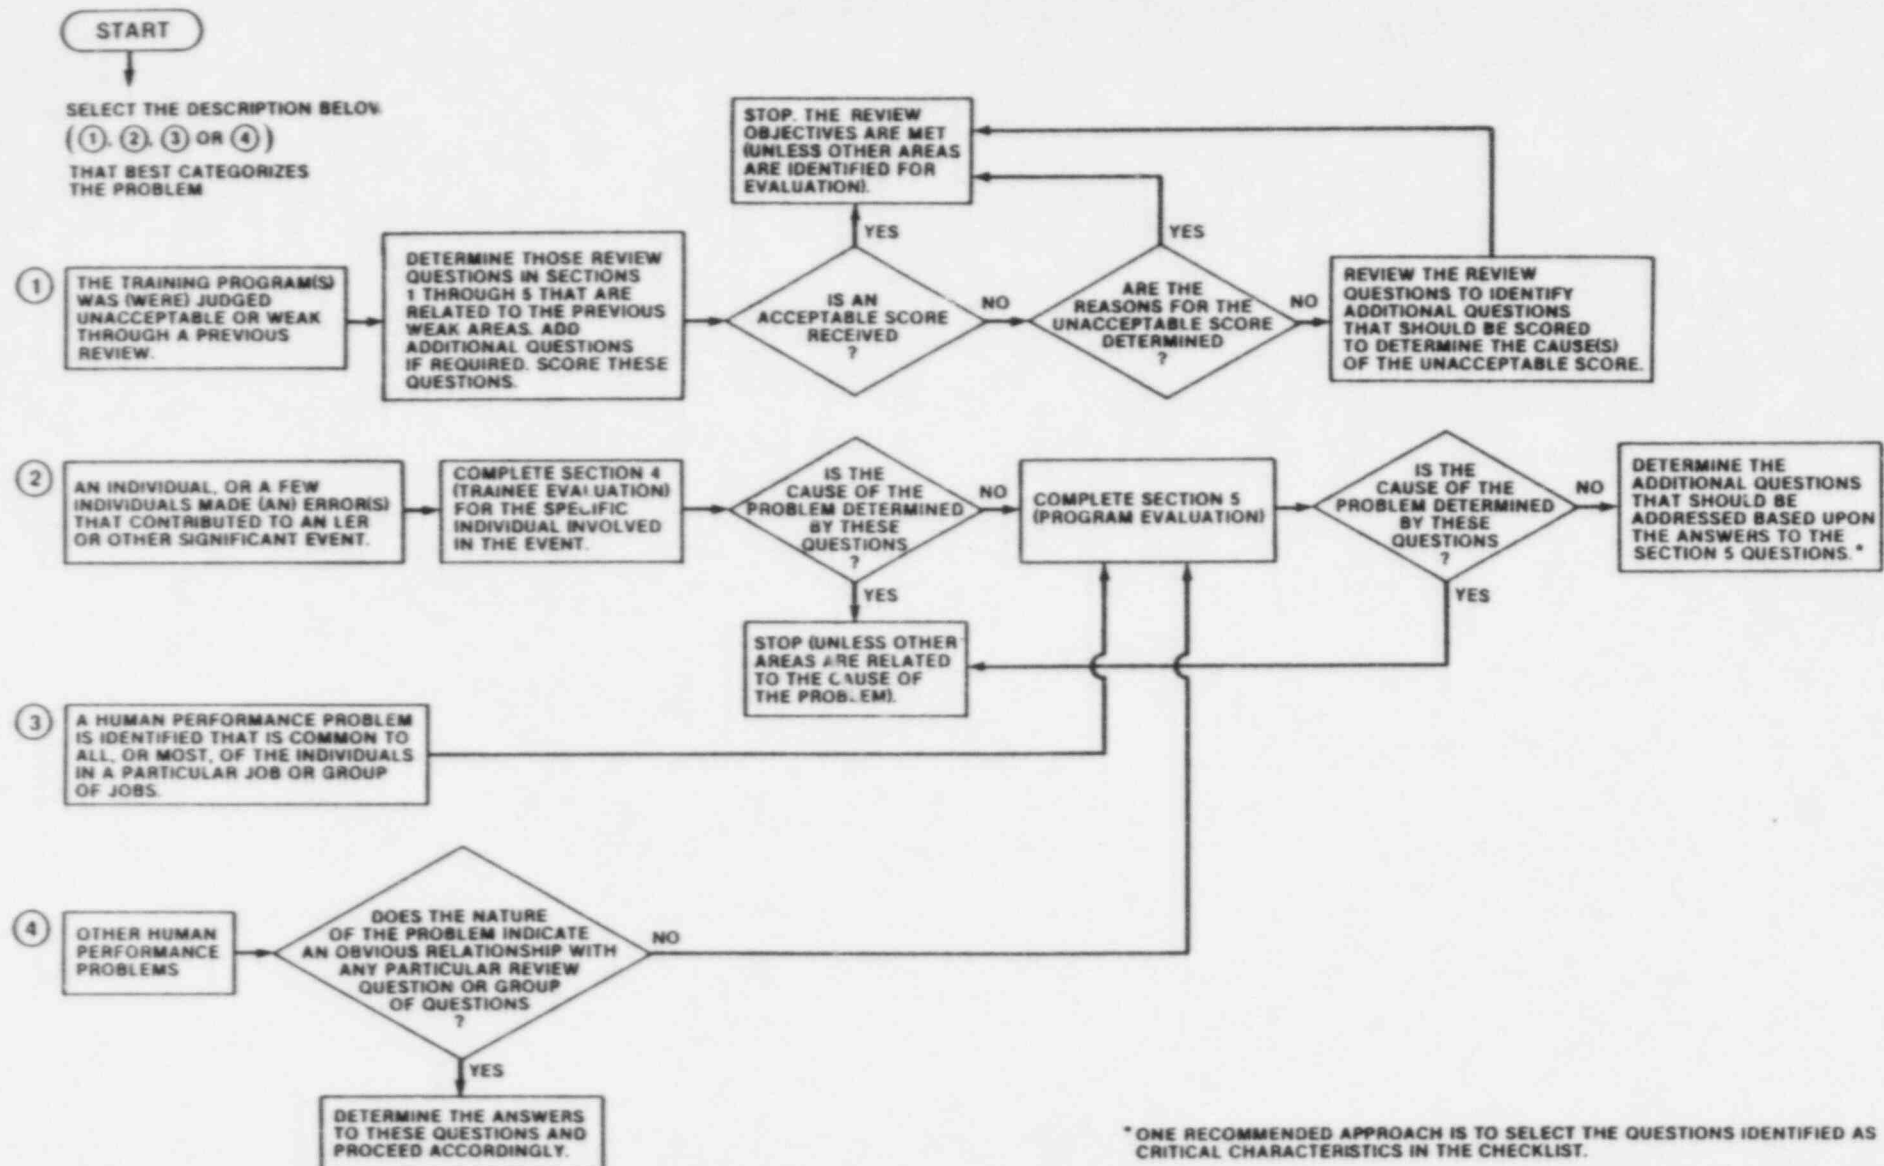 START
SELECT THE DESCRIPTION BELOW
(①, ②, ③ OR ④)
THAT BEST CATEGORIZES
THE PROBLEM
1
THE TRAINING PROGRAM(S)
WAS (WERE) JUDGED
UNACCEPTABLE OR WEAK
THROUGH A PREVIOUS
REVIEW.
DETERMINE THOSE REVIEW
QUESTIONS IN SECTIONS
1 THROUGH 5 THAT ARE
RELATED TO THE PREVIOUS
WEAK AREAS. ADD
ADDITIONAL QUESTIONS
IF REQUIRED. SCORE THESE
QUESTIONS.
IS AN
ACCEPTABLE SCORE
RECEIVED
?
YES
STOP. THE REVIEW
OBJECTIVES ARE MET
(UNLESS OTHER AREAS
ARE IDENTIFIED FOR
EVALUATION).
NO
ARE THE
REASONS FOR THE
UNACCEPTABLE SCORE
DETERMINED
?
YES
NO
REVIEW THE REVIEW
QUESTIONS TO IDENTIFY
ADDITIONAL QUESTIONS
THAT SHOULD BE SCORED
TO DETERMINE THE CAUSE(S)
OF THE UNACCEPTABLE SCORE.
2
AN INDIVIDUAL, OR A FEW
INDIVIDUALS MADE (AN) ERROR(S)
THAT CONTRIBUTED TO AN LER
OR OTHER SIGNIFICANT EVENT.
COMPLETE SECTION 4
(TRAINEE EVALUATION)
FOR THE SPECIFIC
INDIVIDUAL INVOLVED
IN THE EVENT.
IS THE
CAUSE OF THE
PROBLEM DETERMINED
BY THESE
QUESTIONS
?
NO
YES
STOP (UNLESS OTHER
AREAS ARE RELATED
TO THE CAUSE OF
THE PROBLEM).
COMPLETE SECTION 5
(PROGRAM EVALUATION)
IS THE
CAUSE OF THE
PROBLEM DETERMINED
BY THESE
QUESTIONS
?
NO
YES
DETERMINE THE
ADDITIONAL QUESTIONS
THAT SHOULD BE
ADDRESSED BASED UPON
THE ANSWERS TO THE
SECTION 5 QUESTIONS.*
3
A HUMAN PERFORMANCE PROBLEM
IS IDENTIFIED THAT IS COMMON TO
ALL, OR MOST, OF THE INDIVIDUALS
IN A PARTICULAR JOB OR GROUP
OF JOBS.
4
OTHER HUMAN
PERFORMANCE
PROBLEMS
DOES THE NATURE
OF THE PROBLEM INDICATE
AN OBVIOUS RELATIONSHIP WITH
ANY PARTICULAR REVIEW
QUESTION OR GROUP
OF QUESTIONS
?
NO
YES
DETERMINE THE ANSWERS
TO THESE QUESTIONS AND
PROCEED ACCORDINGLY.
*ONE RECOMMENDED APPROACH IS TO SELECT THE QUESTIONS IDENTIFIED AS
CRITICAL CHARACTERISTICS IN THE CHECKLIST.